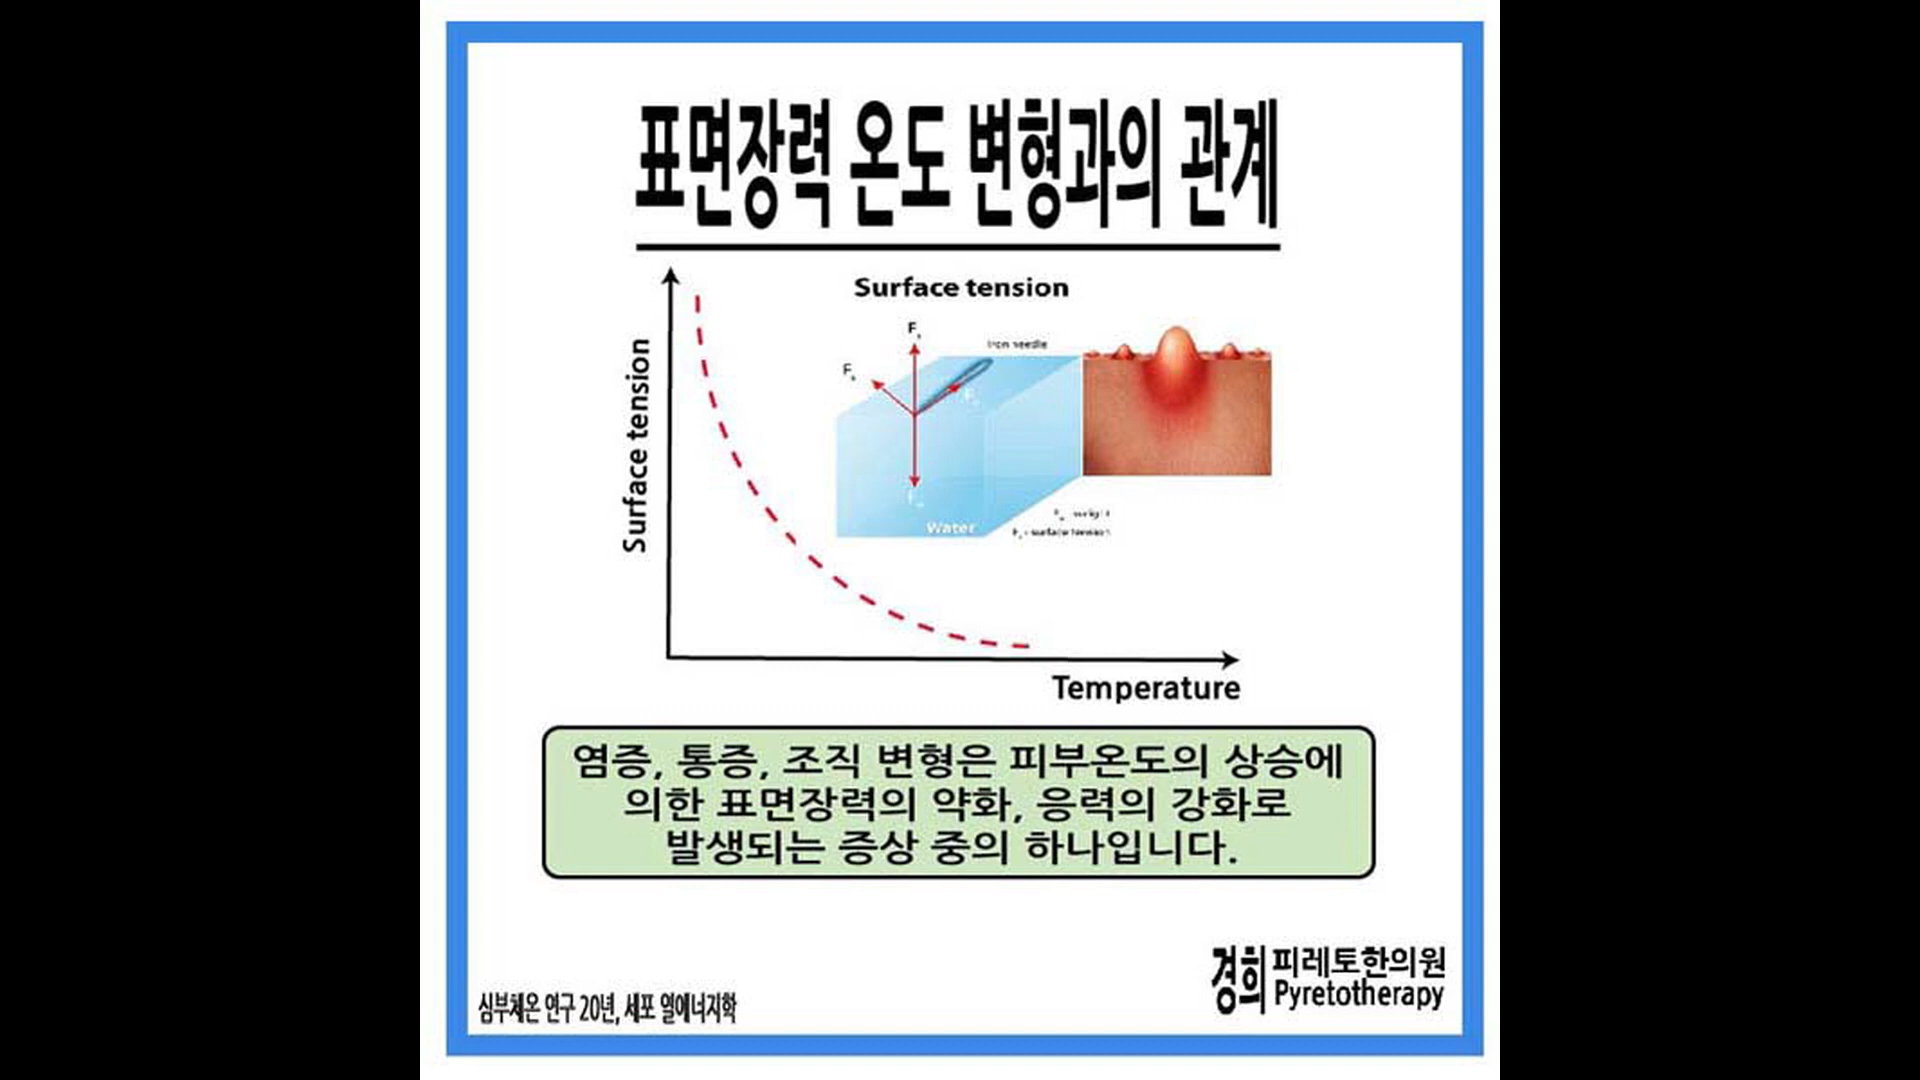 표면장력 온도 변형과의 관계
Surface tension
Surface tension
Iron needle
Water
F - weight
F - surface tension
Temperature
염증, 통증, 조직 변형은 피부온도의 상승에
의한 표면장력의 약화, 응력의 강화로
발생되는 증상 중의 하나입니다.
경희 피레토한의원
Pyretotherapy
심부체온 연구 20년, 세포 열에너지학